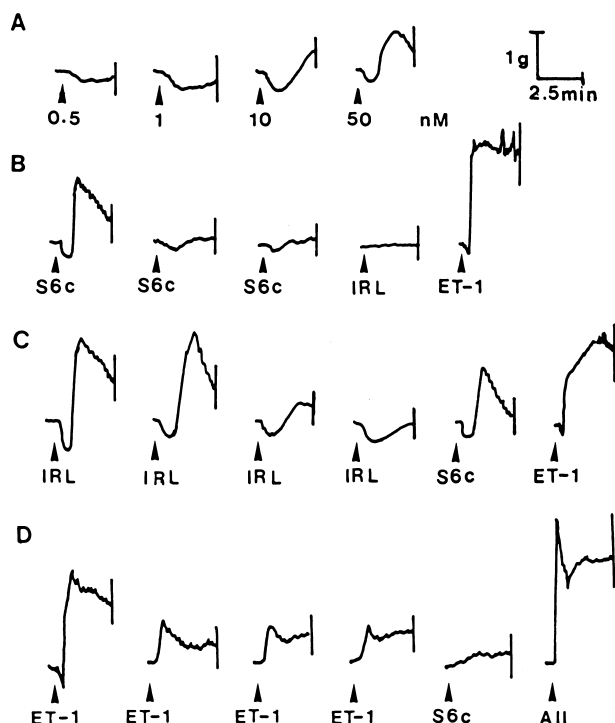 A
1g
2.5min
0.5 1 10 50 nM
B
S6c S6c S6c IRL ET-1
C
IRL IRL IRL IRL S6c ET-1
D
ET-1 ET-1 ET-1 ET-1 S6c AII